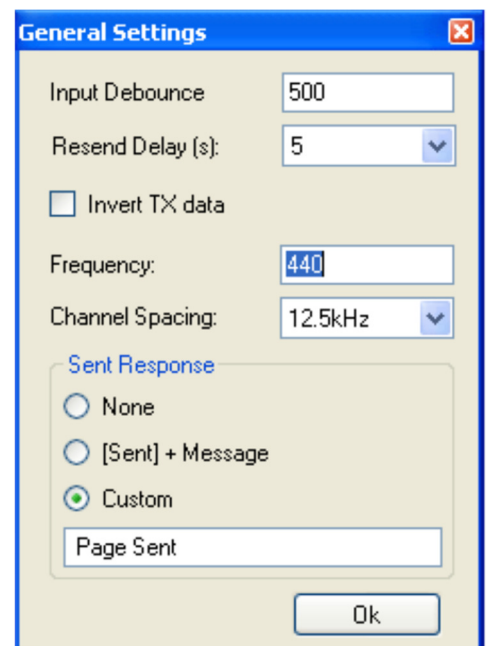 General Settings
Input Debounce 500
Resend Delay (s): 5
Invert TX data
Frequency: 440
Channel Spacing: 12.5kHz
Sent Response
None
[Sent] + Message
Custom
Page Sent
Ok